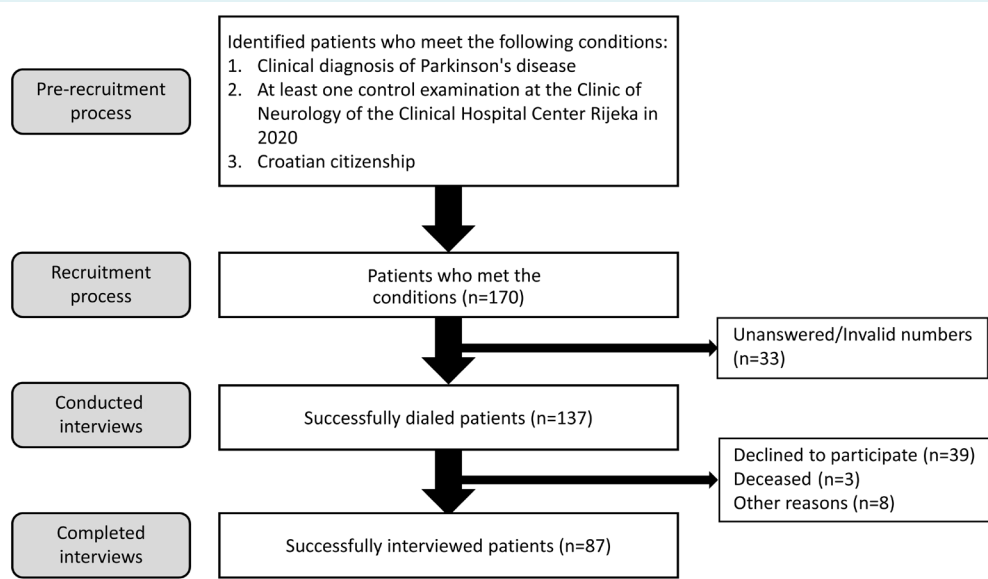 Pre-recruitment
process
Identified patients who meet the following conditions:
1. Clinical diagnosis of Parkinson's disease
2. At least one control examination at the Clinic of
Neurology of the Clinical Hospital Center Rijeka in
2020
3. Croatian citizenship
Recruitment
process
Patients who met the
conditions (n=170)
Unanswered/Invalid numbers
(n=33)
Conducted
interviews
Successfully dialed patients (n=137)
Declined to participate (n=39)
Deceased (n=3)
Other reasons (n=8)
Completed
interviews
Successfully interviewed patients (n=87)